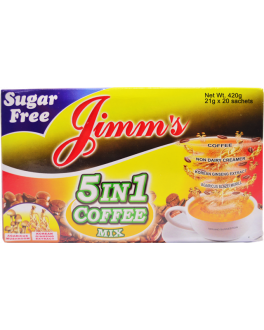 Sugar
Free
Net Wt. 420g
21g x 20 sachets
Jimm's
COFFEE
NON DAIRY CREAMER
KOREAN GINSENG EXTRACT
5 IN 1
COFFEE
MIX